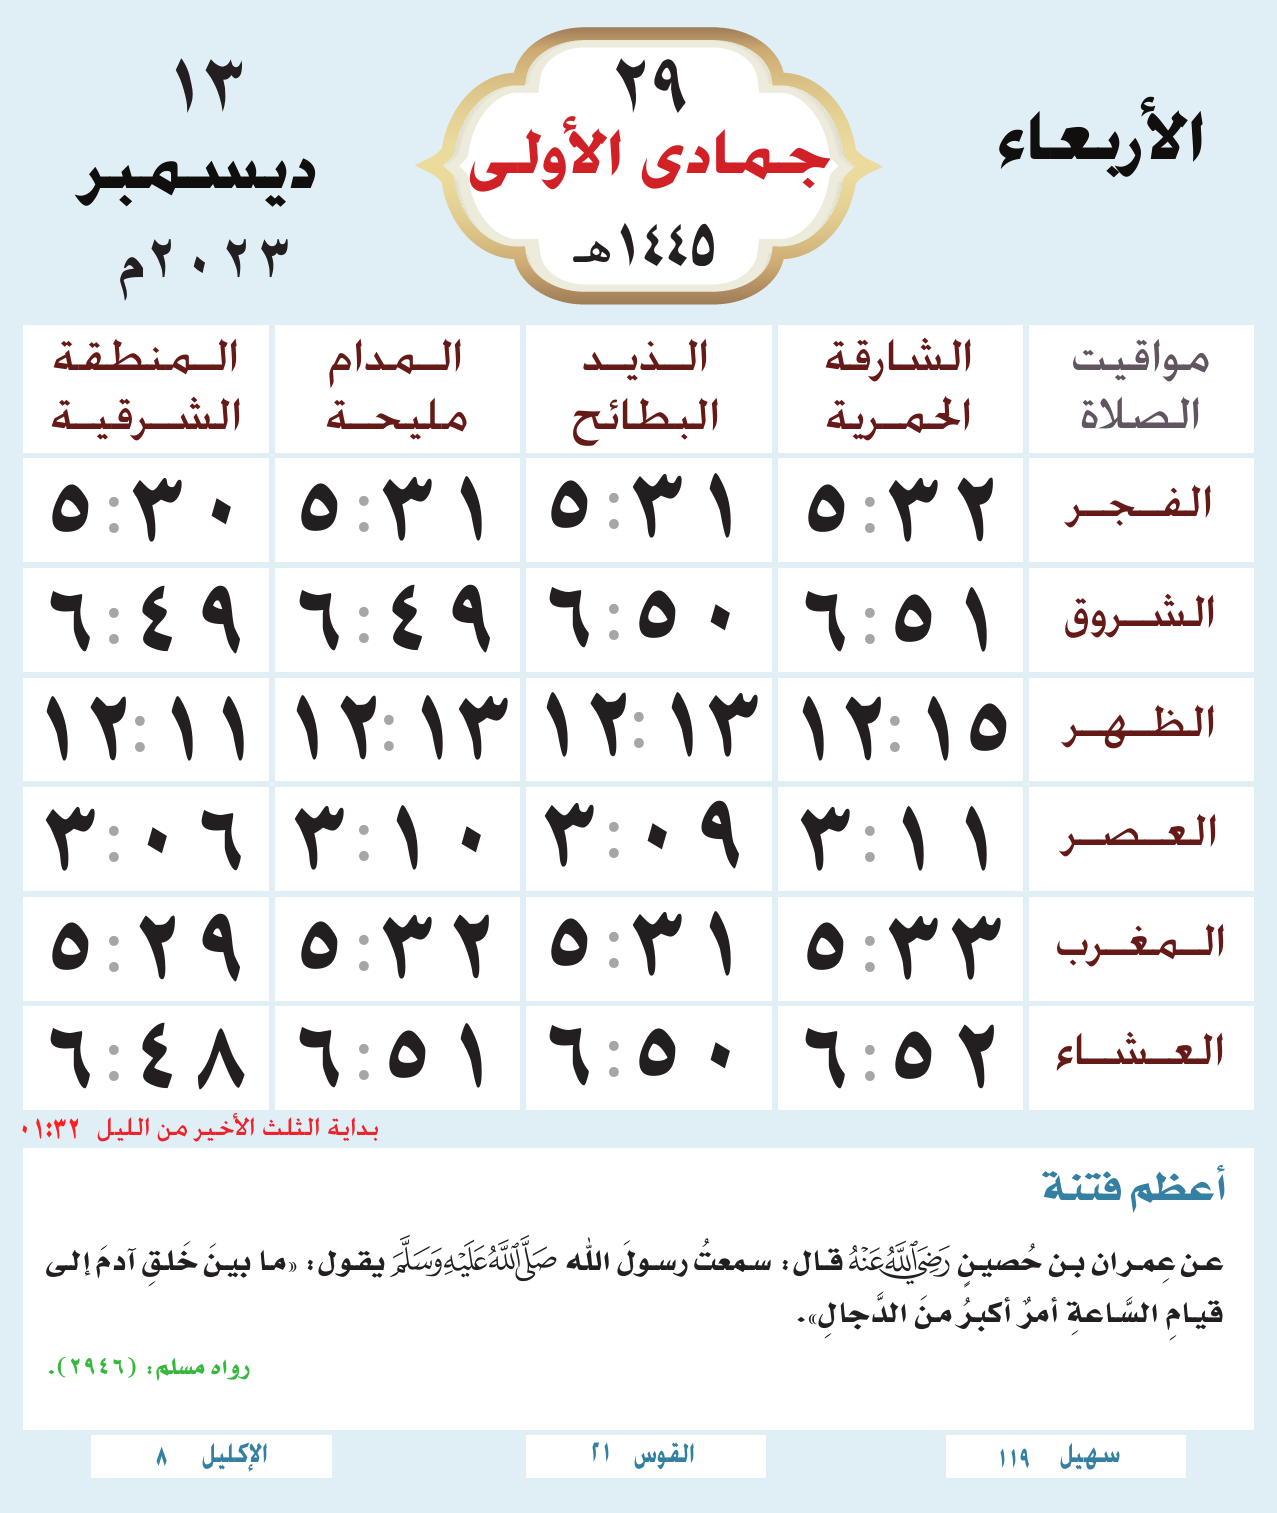 الأربعاء
٢٩
جمادى الأولى
١٤٤٥هـ
١٣
ديسمبر
٢٠٢٣م
مواقيت الصلاة
الشارقة الحمرية
الذيد البطائح
المدام مليحة
المنطقة الشرقية
الفجر ٥:٣٢ ٥:٣١ ٥:٣١ ٥:٣٠
الشروق ٦:٥١ ٦:٥٠ ٦:٤٩ ٦:٤٩
الظهر ١٢:١٥ ١٢:١٣ ١٢:١٣ ١٢:١١
العصر ٣:١١ ٣:٠٩ ٣:١٠ ٣:٠٦
المغرب ٥:٣٣ ٥:٣١ ٥:٣٢ ٥:٢٩
العشاء ٦:٥٢ ٦:٥٠ ٦:٥١ ٦:٤٨
بداية الثلث الأخير من الليل ٠١:٣٢
أعظم فتنة
عن عِمران بن حُصينٍ رَضِيَ اللَّهُ عَنْهُ قال: سمعتُ رسولَ الله صَلَّى اللَّهُ عَلَيْهِ وَسَلَّمَ يقول: «ما بينَ خَلقِ آدمَ إلى
قيامِ السَّاعةِ أمرٌ أكبرُ منَ الدَّجالِ».
رواه مسلم: (٢٩٤٦).
سهيل ١١٩
القوس ٢١
الإكليل ٨